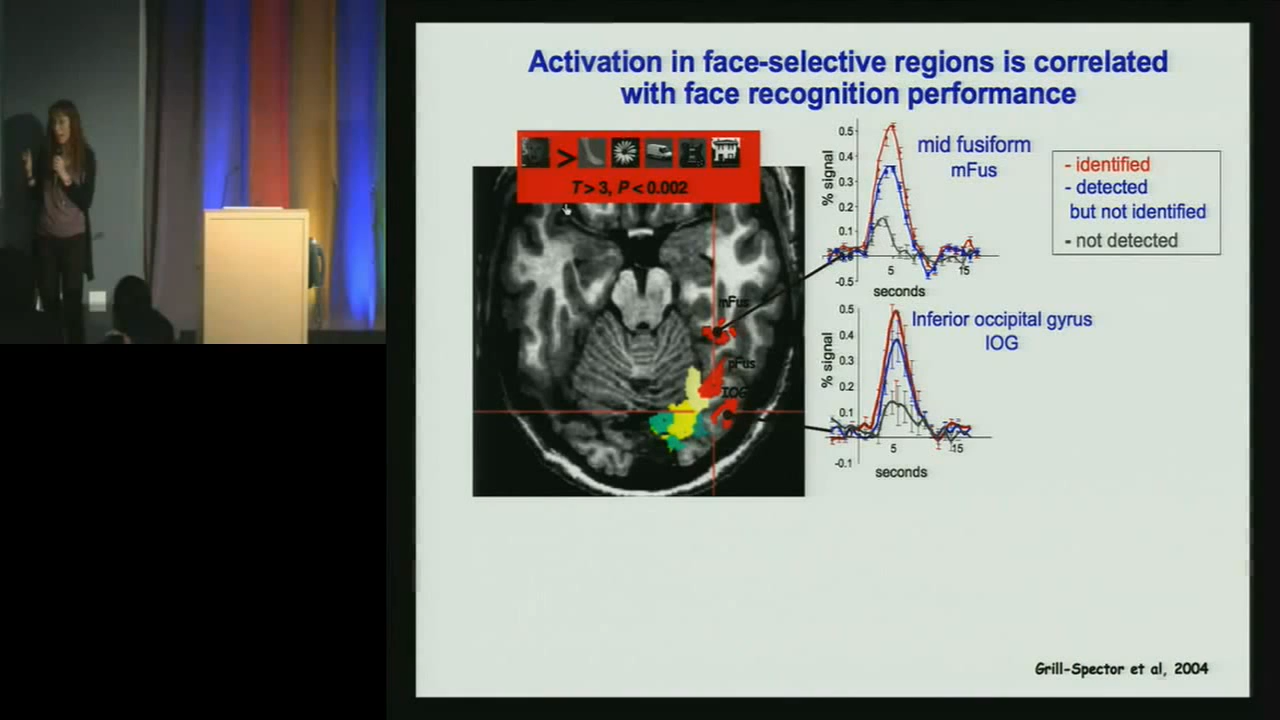 Activation in face-selective regions is correlated
with face recognition performance
>
T > 3, P < 0.002
mFus
pFus
IOG
0.5
0.4
0.3
0.2
0.1
-0.5
% signal
5
15
seconds
mid fusiform
mFus
- identified
- detected
but not identified
- not detected
0.5
0.4
0.3
0.2
0.1
-0.1
% signal
5
15
seconds
Inferior occipital gyrus
IOG
Grill-Spector et al, 2004